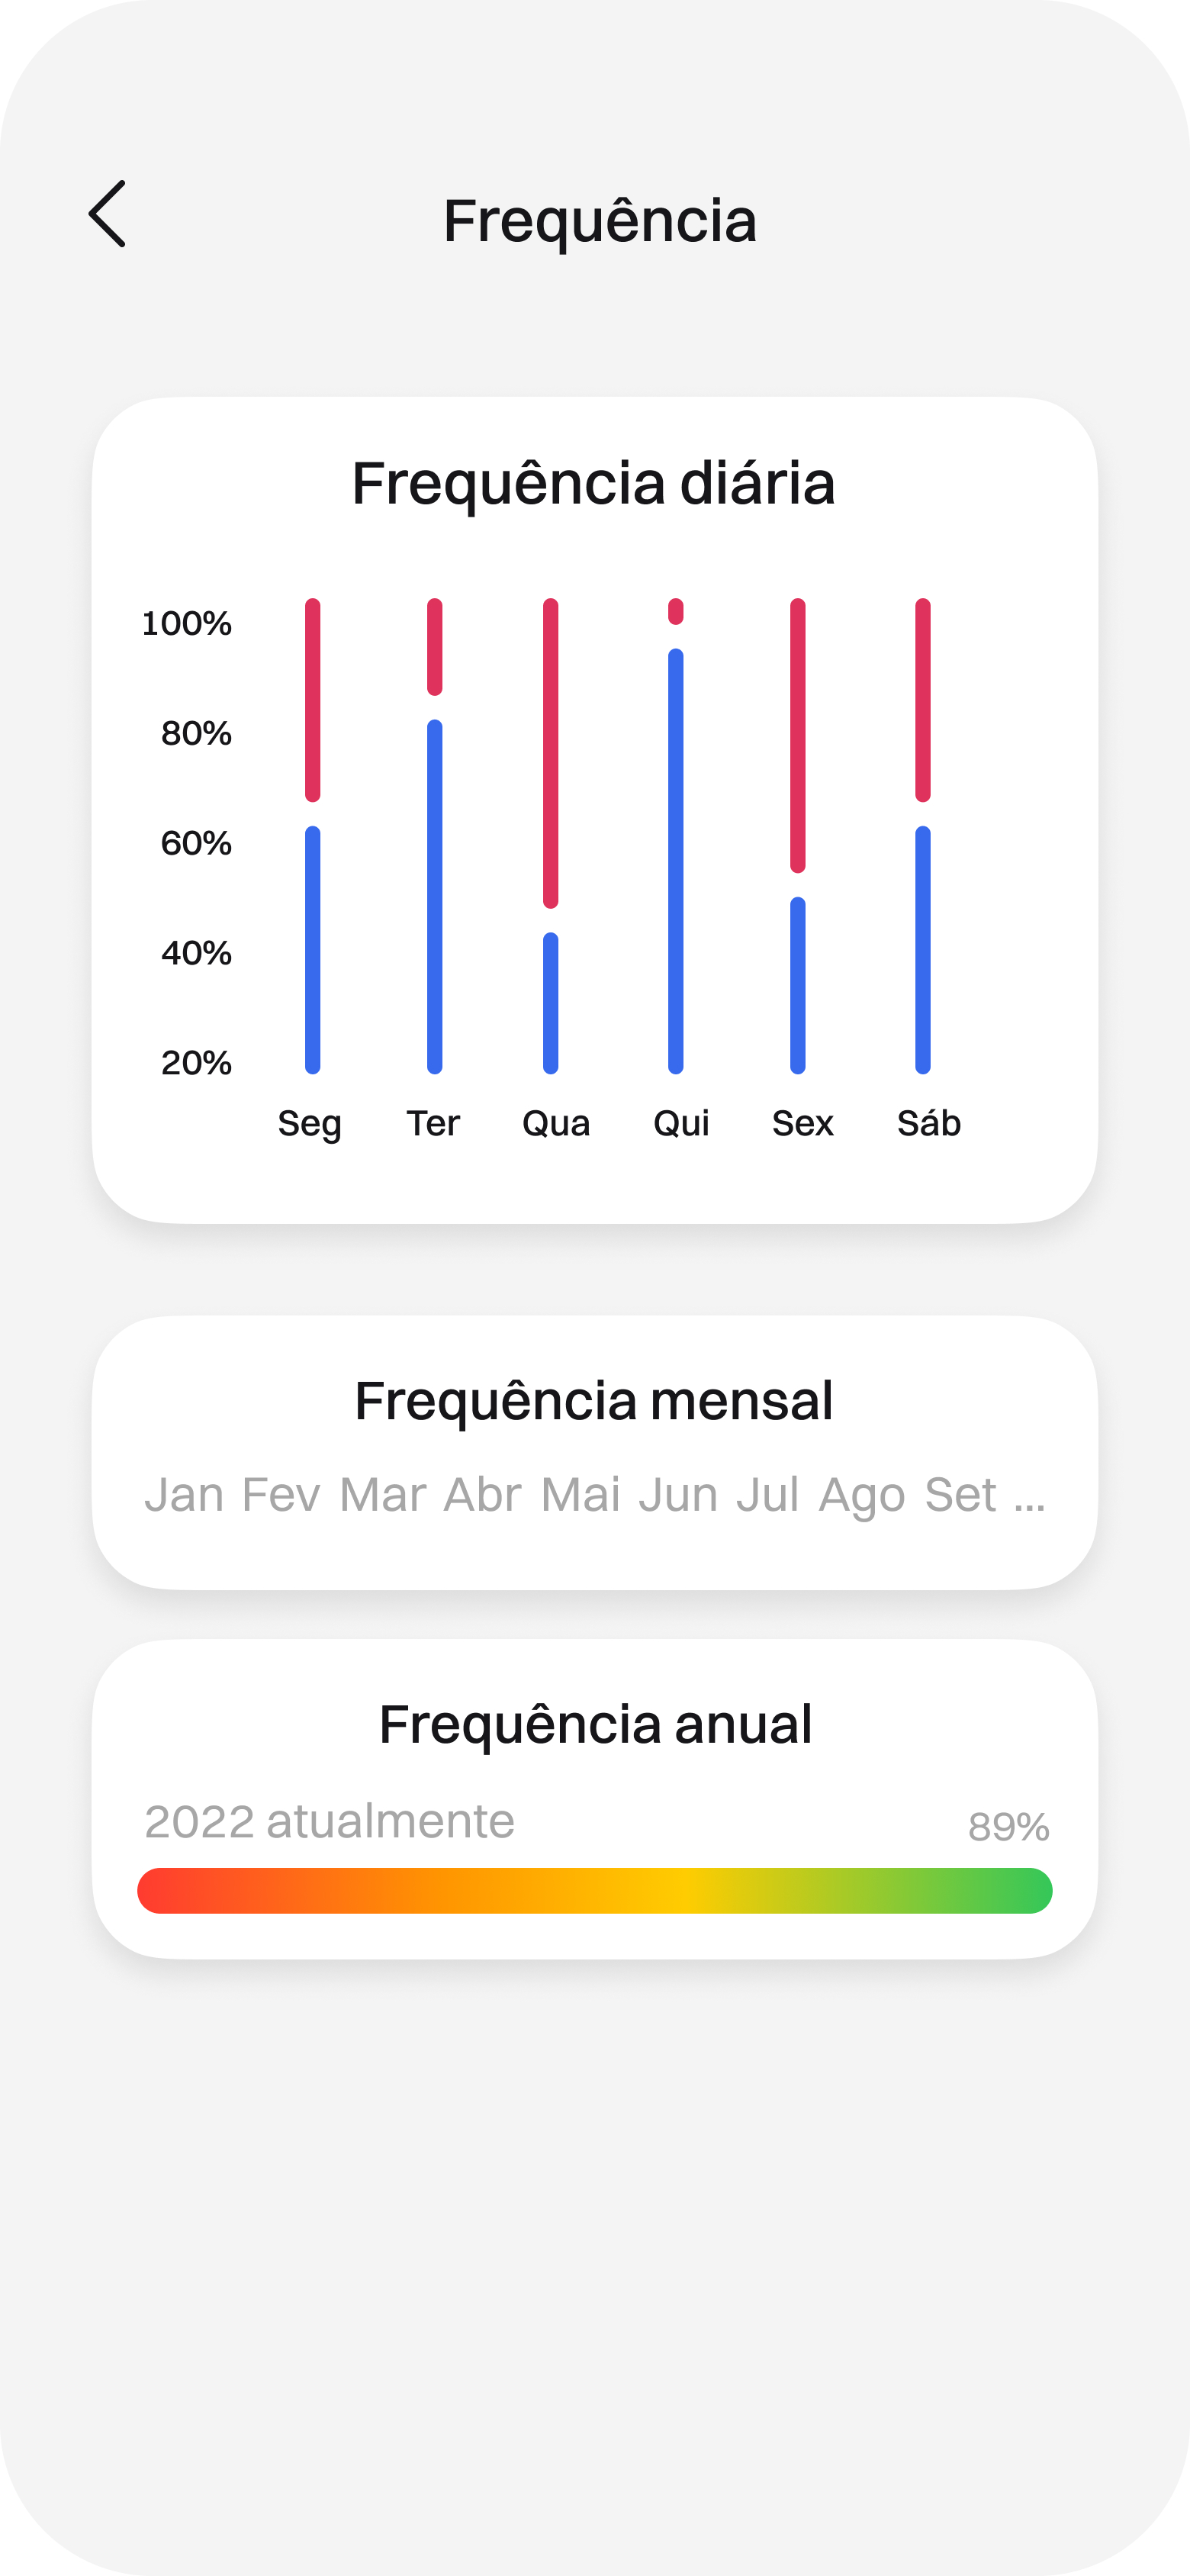 Frequência
Frequência diária
100%
80%
60%
40%
20%
Seg Ter Qua Qui Sex Sáb
Frequência mensal
Jan Fev Mar Abr Mai Jun Jul Ago Set ...
Frequência anual
2022 atualmente 89%